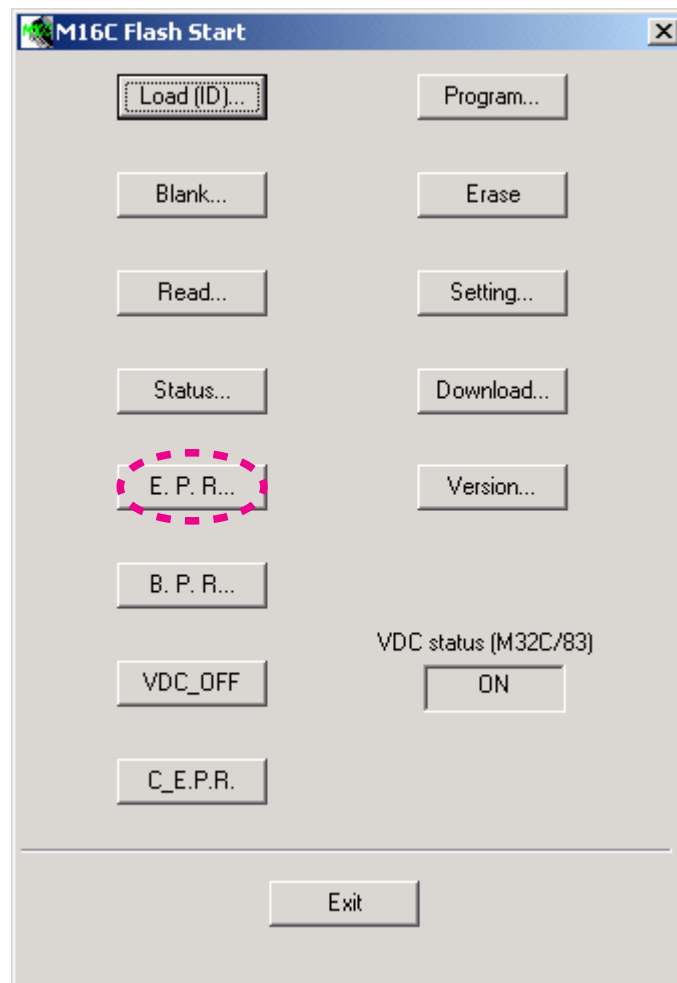 M16C Flash Start
Load (ID)...
Program...
Blank...
Erase
Read...
Setting...
Status...
Download...
E. P. R...
Version...
B. P. R...
VDC status (M32C/83)
VDC_OFF
ON
C_E.P.R.
Exit